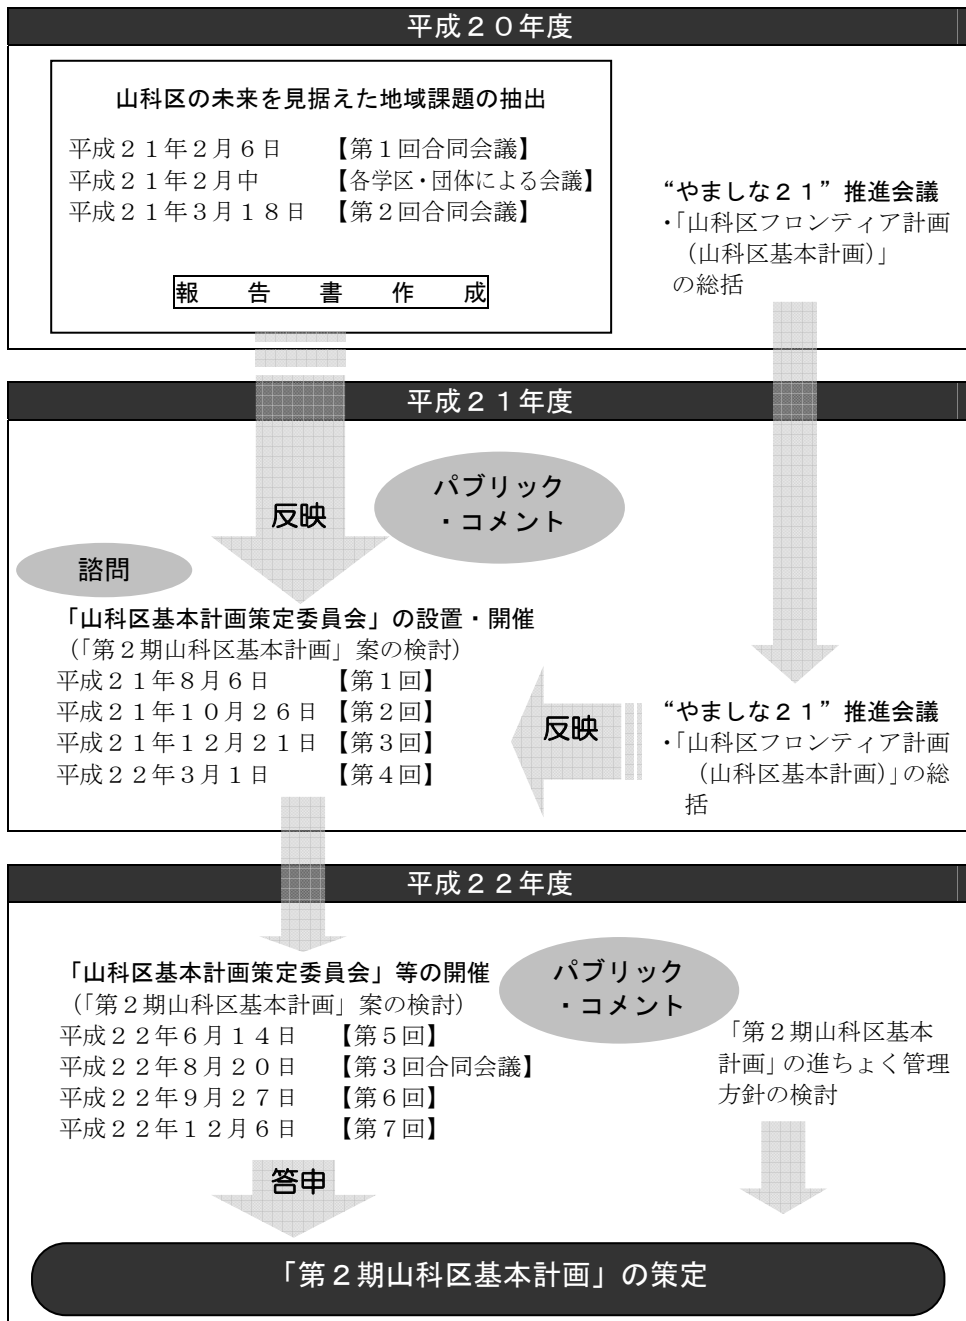 平成２０年度
山科区の未来を見据えた地域課題の抽出
平成２１年２月６日　【第１回合同会議】
平成２１年２月中　【各学区・団体による会議】
平成２１年３月１８日　【第２回合同会議】
報　告　書　作　成
“やましな２１”推進会議
・「山科区フロンティア計画
（山科区基本計画）」
の総括
平成２１年度
パブリック
・コメント
反映
諮問
「山科区基本計画策定委員会」の設置・開催
（「第２期山科区基本計画」案の検討）
平成２１年８月６日　【第１回】
平成２１年１０月２６日【第２回】
平成２１年１２月２１日【第３回】
平成２２年３月１日　【第４回】
反映
“やましな２１”推進会議
・「山科区フロンティア計画
（山科区基本計画）」の総
括
平成２２年度
「山科区基本計画策定委員会」等の開催
（「第２期山科区基本計画」案の検討）
平成２２年６月１４日　【第５回】
平成２２年８月２０日　【第３回合同会議】
平成２２年９月２７日　【第６回】
平成２２年１２月６日　【第７回】
パブリック
・コメント
「第２期山科区基本
計画」の進ちょく管理
方針の検討
答申
「第２期山科区基本計画」の策定